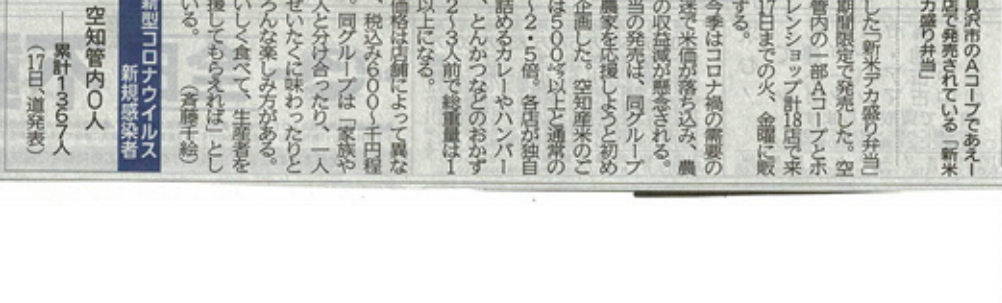 見沢市のAコープであえー
店で発売されている「新米
カ盛り弁当」
した「新米デカ盛り弁当」
期間限定で発売した。空
管内の一部Aコープとホ
レンショップ計18店で来
17日までの火、金曜に販
する。
今季はコロナ禍の需要の
迷で米価が落ち込み、農
の収益減が懸念される。
当の発売は、同グループ
農家を応援しようと初め
企画した。空知産米のご
は500㌘以上と通常の
〜2・5倍。各店が独自
、とんかつなどのおかず
詰めるカレーやハンバー
2〜3人前で総重量は1
以上になる。
価格は店舗によって異な
、税込み600〜千円程
人と分け合ったり、一人
。同グループは「家族や
せいたくに味わったりと
ろんな楽しみ方がある。
いしく食べて、生産者を
援してもらえれば」とし
いる。（斉藤千絵）
新型コロナウイルス
新規感染者
空知管内0人
──累計1367人
（17日、道発表）